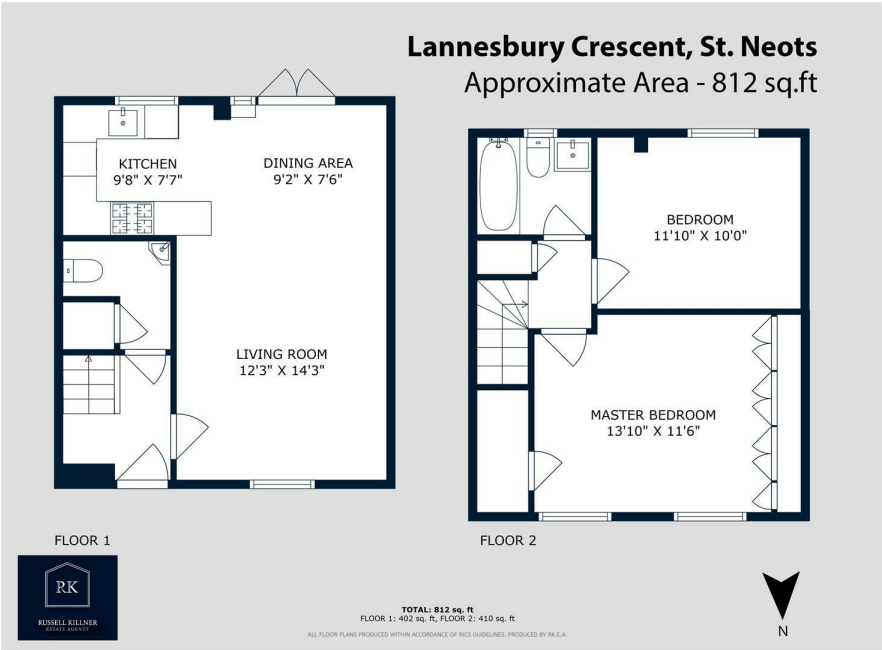 Lannesbury Crescent, St. Neots
Approximate Area - 812 sq.ft
KITCHEN
9'8" X 7'7"
DINING AREA
9'2" X 7'6"
LIVING ROOM
12'3" X 14'3"
BEDROOM
11'10" X 10'0"
MASTER BEDROOM
13'10" X 11'6"
FLOOR 1
FLOOR 2
RK
RUSSELL KILLNER
ESTATE AGENTS
TOTAL: 812 sq. ft
FLOOR 1: 402 sq. ft, FLOOR 2: 410 sq. ft
ALL FLOOR PLANS PRODUCED WITHIN ACCORDANCE OF RICS GUIDELINES. PRODUCED BY RK.E.A.
N